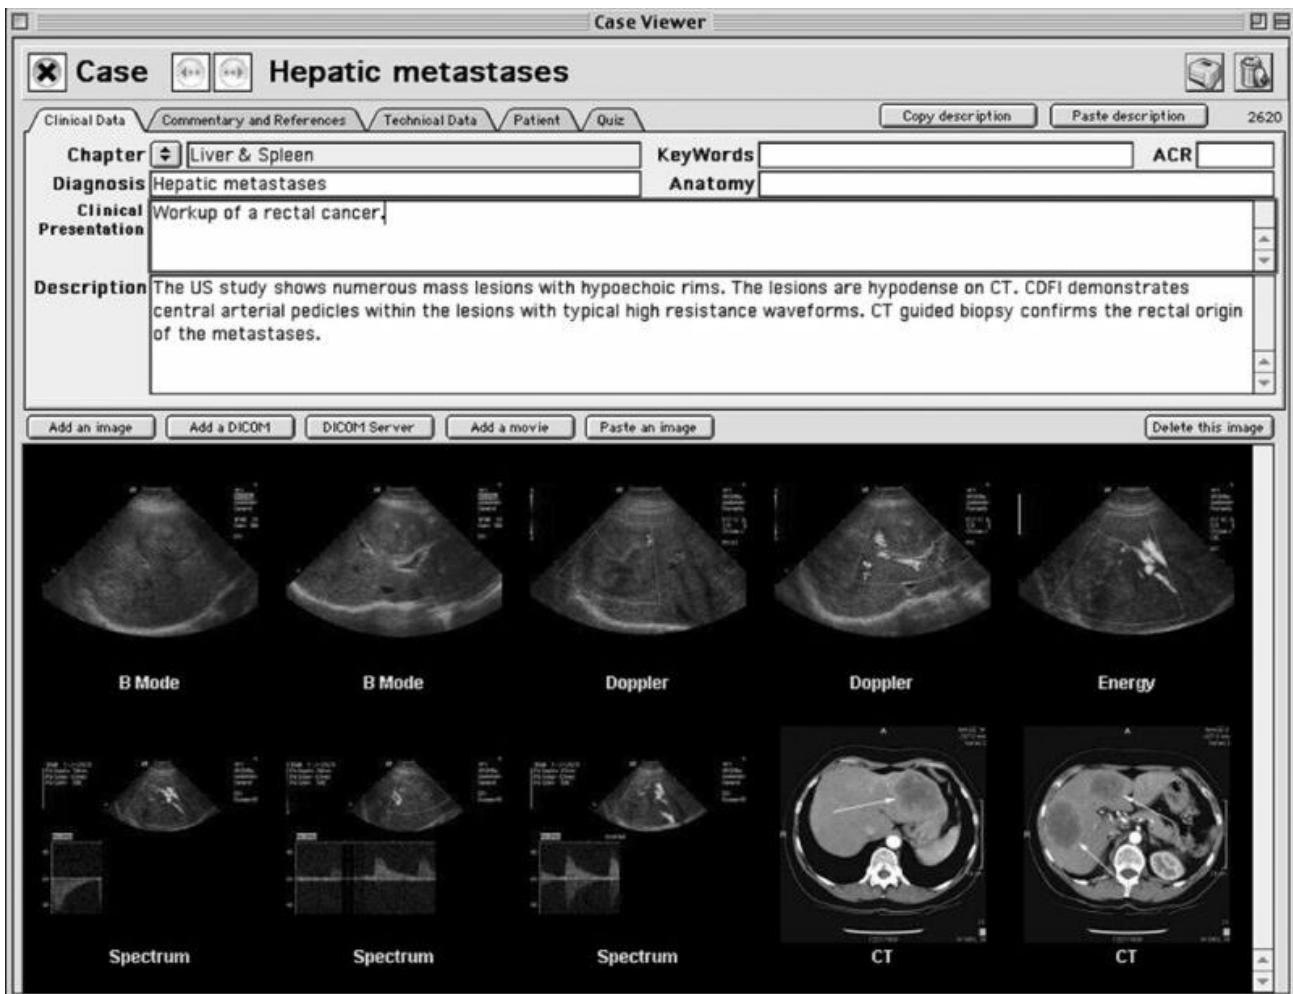 Case Viewer
Case Hepatic metastases
Clinical Data Commentary and References Technical Data Patient Quiz Copy description Paste description 2620
Chapter Liver & Spleen KeyWords ACR
Diagnosis Hepatic metastases Anatomy
Clinical Presentation Workup of a rectal cancer.
Description The US study shows numerous mass lesions with hypoechoic rims. The lesions are hypodense on CT. CDFI demonstrates
central arterial pedicles within the lesions with typical high resistance waveforms. CT guided biopsy confirms the rectal origin
of the metastases.
Add an image Add a DICOM DICOM Server Add a movie Paste an image Delete this image
B Mode B Mode Doppler Doppler Energy
Spectrum Spectrum Spectrum CT CT